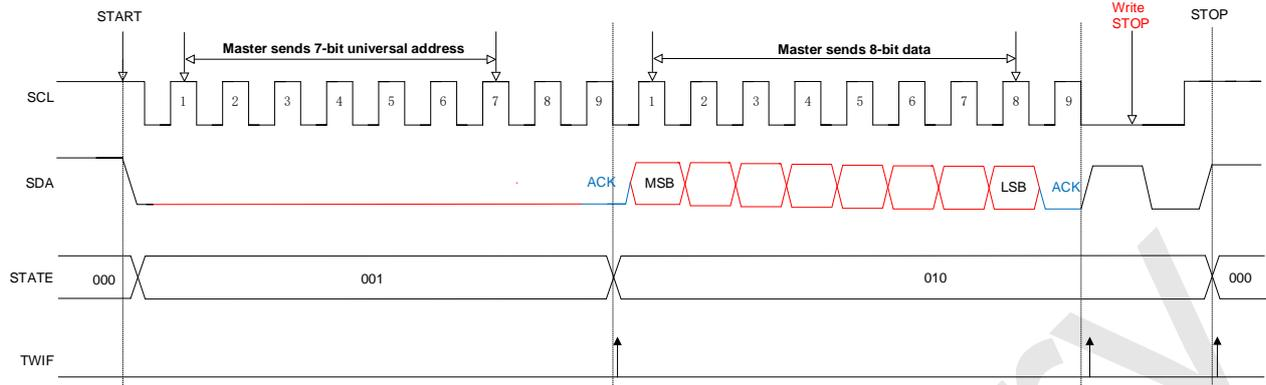 START
Write
STOP
STOP
Master sends 7-bit universal address
Master sends 8-bit data
SCL
1 2 3 4 5 6 7 8 9 1 2 3 4 5 6 7 8 9
SDA
ACK MSB LSB ACK
STATE
000 001 010 000
TWIF